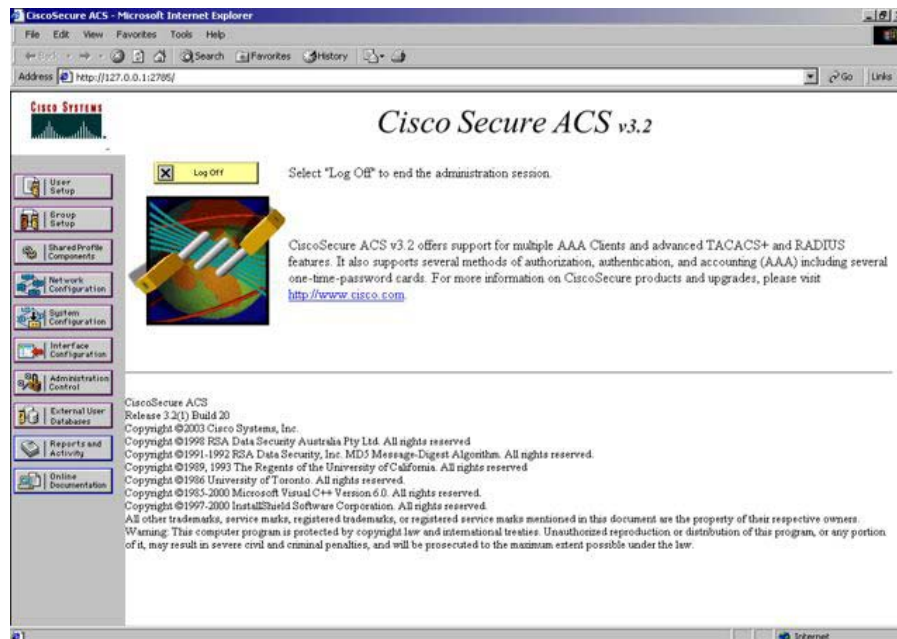 CiscoSecure ACS - Microsoft Internet Explorer
File Edit View Favorites Tools Help
Back Search Favorites History
Address http://127.0.0.1:2785/ Go Links
CISCO SYSTEMS
Cisco Secure ACS v3.2
Log Off
Select "Log Off" to end the administration session.
User Setup
Group Setup
Shared Profile Components
Network Configuration
System Configuration
Interface Configuration
Administration Control
External User Databases
Reports and Activity
Online Documentation
CiscoSecure ACS v3.2 offers support for multiple AAA Clients and advanced TACACS+ and RADIUS
features. It also supports several methods of authorization, authentication, and accounting (AAA) including several
one-time-password cards. For more information on CiscoSecure products and upgrades, please visit
http://www.cisco.com.
CiscoSecure ACS
Release 3.2(1) Build 20
Copyright ©2003 Cisco Systems, Inc.
Copyright ©1998 RSA Data Security Australia Pty Ltd. All rights reserved
Copyright ©1991-1992 RSA Data Security, Inc. MD5 Message-Digest Algorithm. All rights reserved.
Copyright ©1989, 1993 The Regents of the University of California. All rights reserved
Copyright ©1986 University of Toronto. All rights reserved.
Copyright ©1985-2000 Microsoft Visual C++ Version 6.0. All rights reserved.
Copyright ©1997-2000 InstallShield Software Corporation. All rights reserved.
All other trademarks, service marks, registered trademarks, or registered service marks mentioned in this document are the property of their respective owners.
Warning: This computer program is protected by copyright law and international treaties. Unauthorized reproduction or distribution of this program, or any portion
of it, may result in severe civil and criminal penalties, and will be prosecuted to the maximum extent possible under the law.
Internet